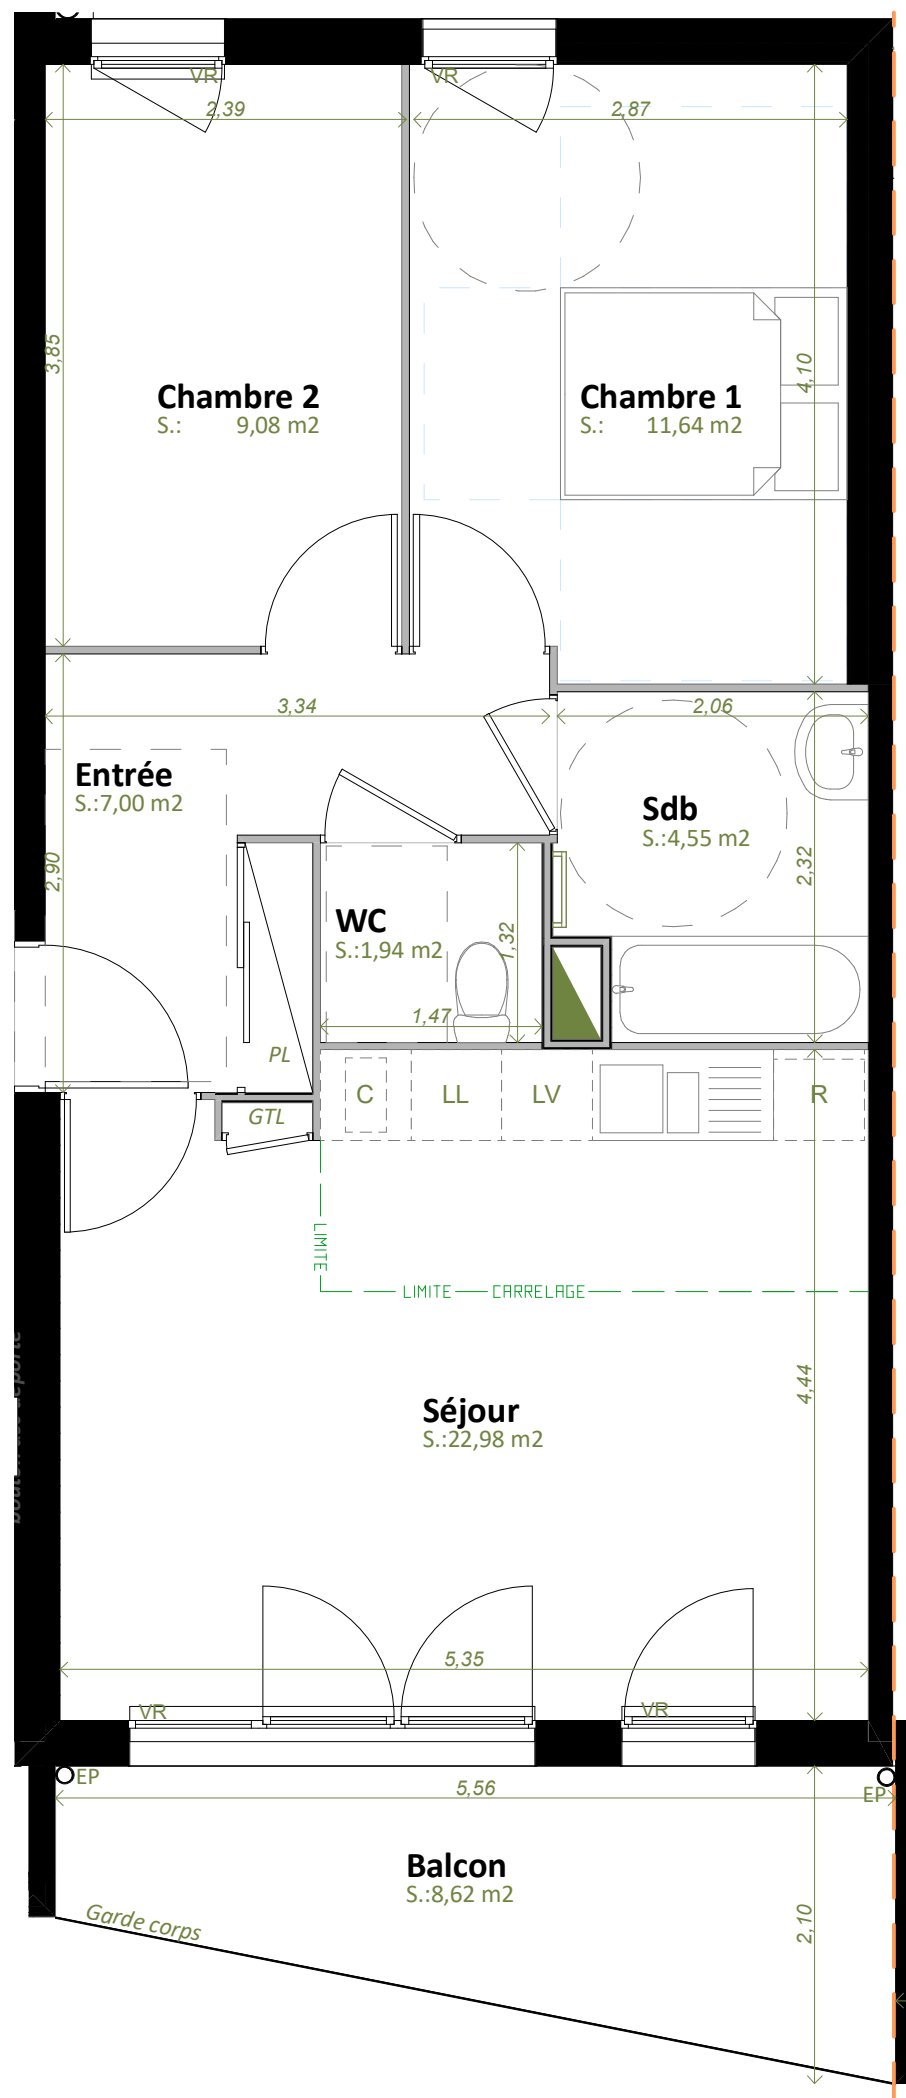 VR
VR
2,39
2,87
3,85
4,10
Chambre 2
S.: 9,08 m2
Chambre 1
S.: 11,64 m2
3,34
2,06
Entrée
S.:7,00 m2
Sdb
S.:4,55 m2
2,90
2,32
WC
S.:1,94 m2
1,32
1,47
PL
GTL
C
LL
LV
R
LIMITE
LIMITE
CARRELAGE
4,44
Séjour
S.:22,98 m2
5,35
VR
VR
EP
EP
5,56
Balcon
S.:8,62 m2
Garde corps
2,10